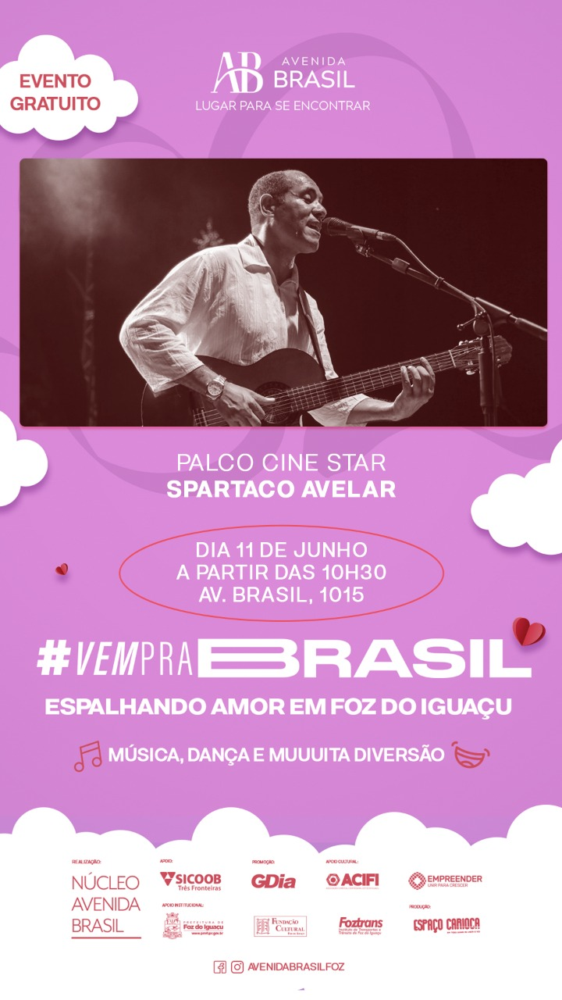 EVENTO
GRATUITO
AB AVENIDA
BRASIL
LUGAR PARA SE ENCONTRAR
PALCO CINE STAR
SPARTACO AVELAR
DIA 11 DE JUNHO
A PARTIR DAS 10H30
AV. BRASIL, 1015
#VEMPRABRASIL
ESPALHANDO AMOR EM FOZ DO IGUAÇU
MÚSICA, DANÇA E MUUUITA DIVERSÃO
REALIZAÇÃO:
NÚCLEO
AVENIDA
BRASIL
APOIO:
SICOOB
Três Fronteiras
PROMOÇÃO:
GDia
APOIO CULTURAL:
ACIFI
EMPREENDER
UNIR PARA CRESCER
APOIO INSTITUCIONAL:
PREFEITURA DE
Foz do Iguaçu
www.pmfi.pr.gov.br
FUNDAÇÃO
CULTURAL
Foztrans
Instituto de Transportes
e Trânsito de Foz do Iguaçu
PRODUÇÃO:
ESPAÇO CARIOCA
AVENIDABRASILFOZ